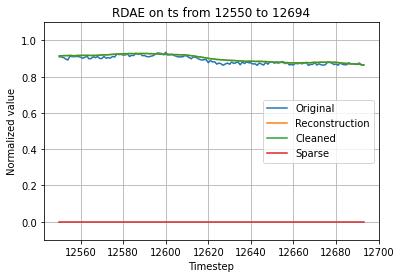 RDAE on ts from 12550 to 12694
1.0
0.8
0.6
0.4
0.2
0.0
Normalized value
Original
Reconstruction
Cleaned
Sparse
12560 12580 12600 12620 12640 12660 12680 12700
Timestep